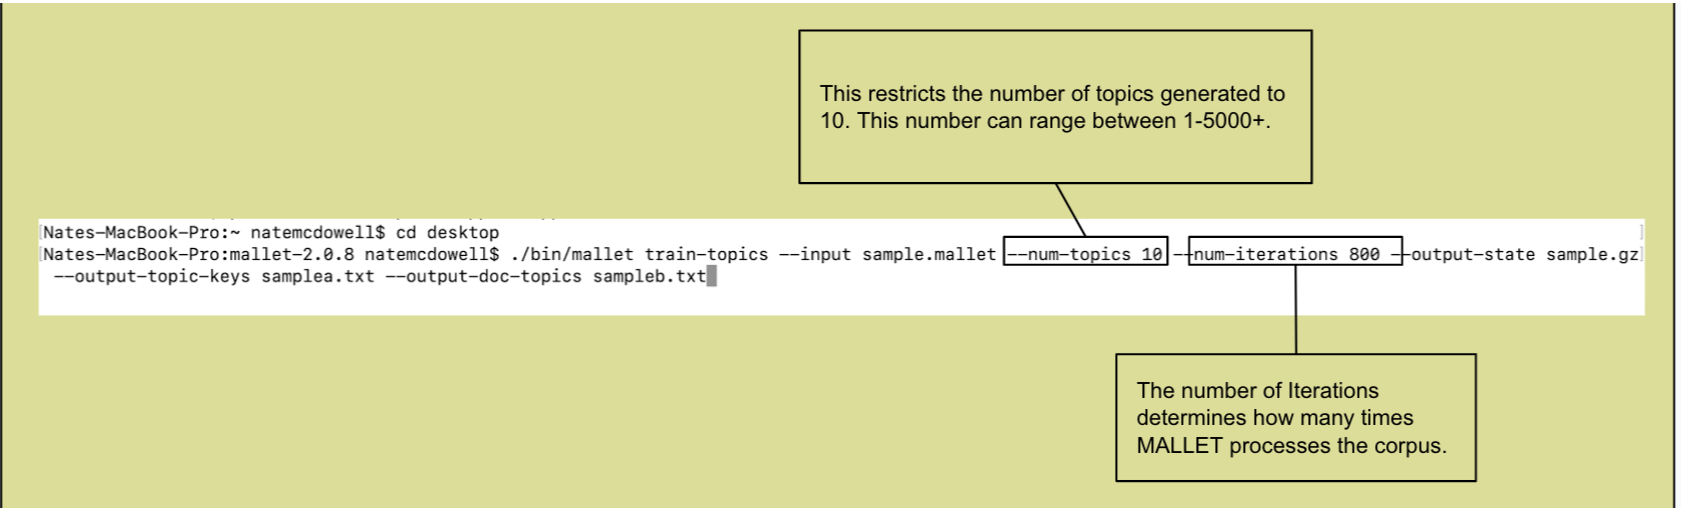 This restricts the number of topics generated to
10. This number can range between 1-5000+.
[Nates-MacBook-Pro:~ natemcdowell$ cd desktop ]
[Nates-MacBook-Pro:mallet-2.0.8 natemcdowell$ ./bin/mallet train-topics --input sample.mallet --num-topics 10 --num-iterations 800 --output-state sample.gz]
--output-topic-keys samplea.txt --output-doc-topics sampleb.txt
The number of Iterations
determines how many times
MALLET processes the corpus.